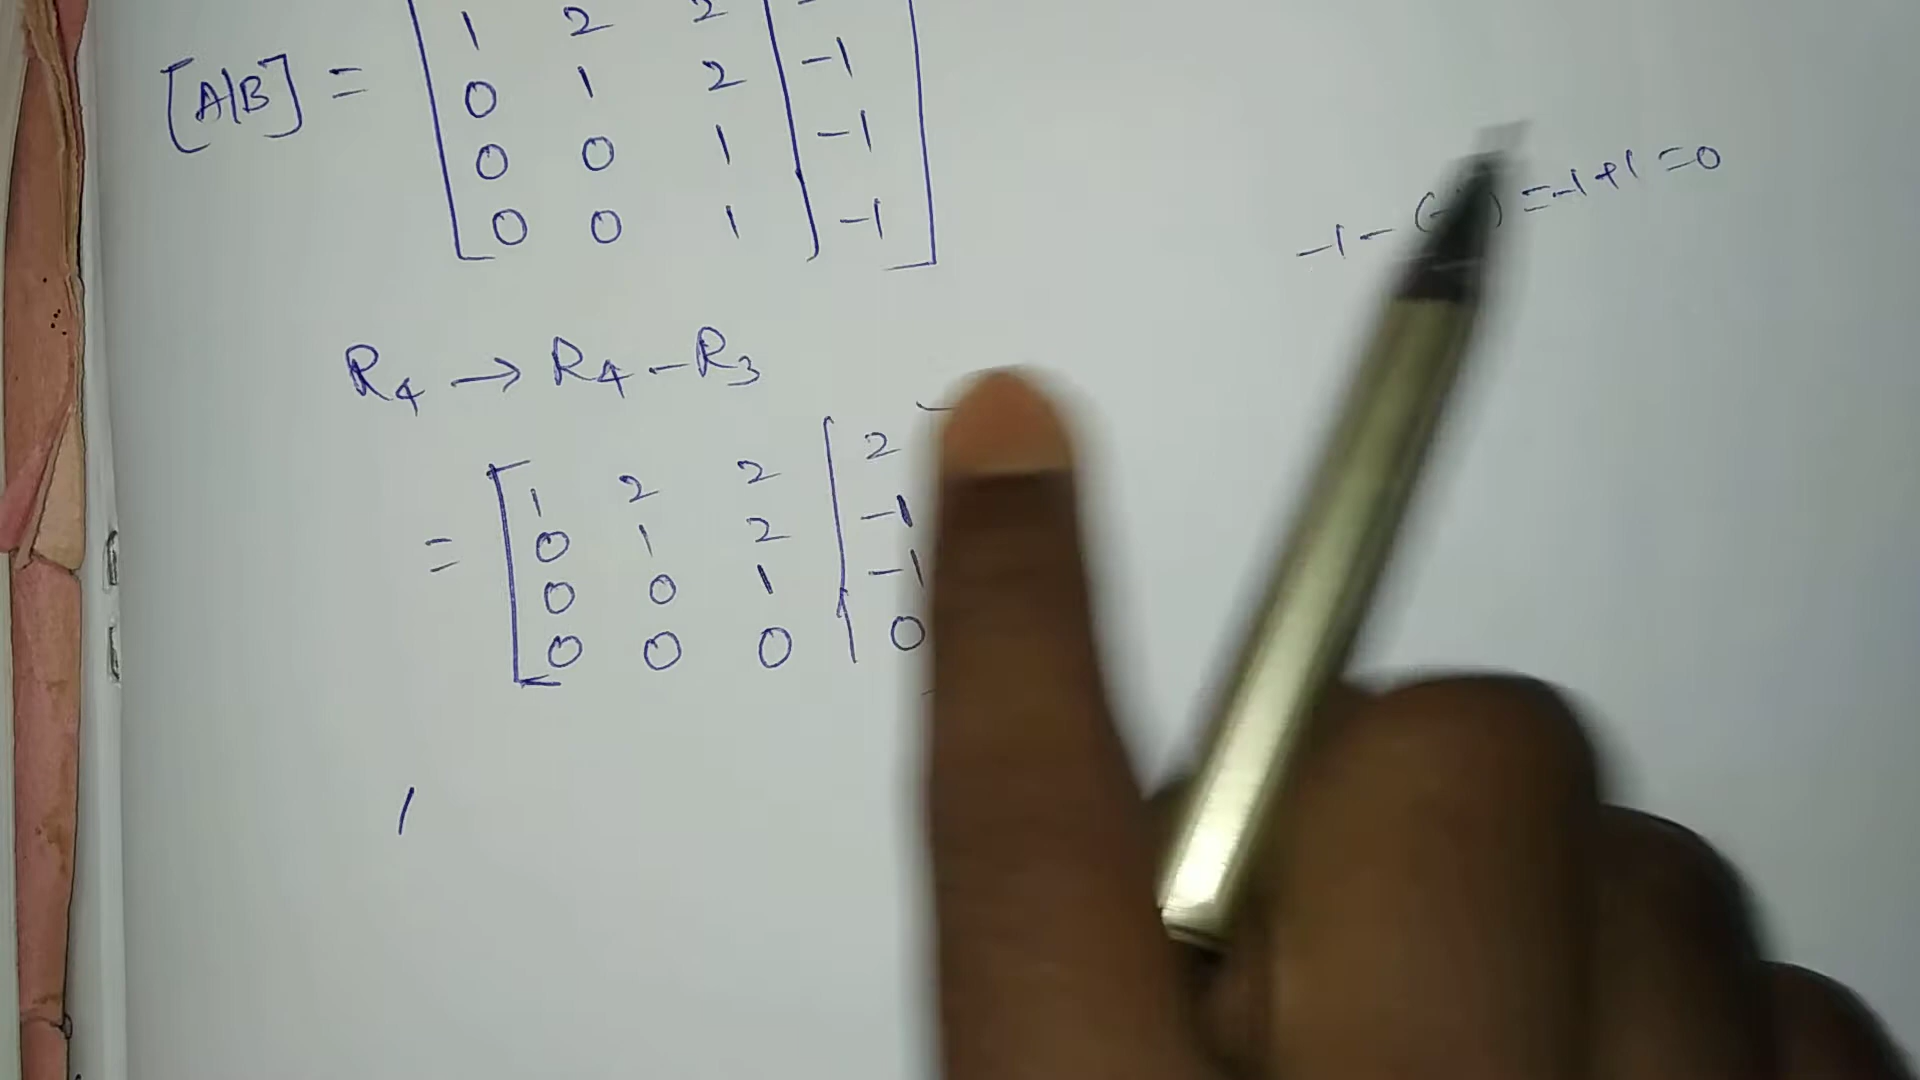 1 2 2
[A|B] = 0 1 2 | -1
0 0 1 | -1
0 0 1 | -1
-1 - ( ) = -1 + 1 = 0
R4 → R4 - R3
1 2 2 | 2
= 0 1 2 | -1
0 0 1 | -1
0 0 0 | 0